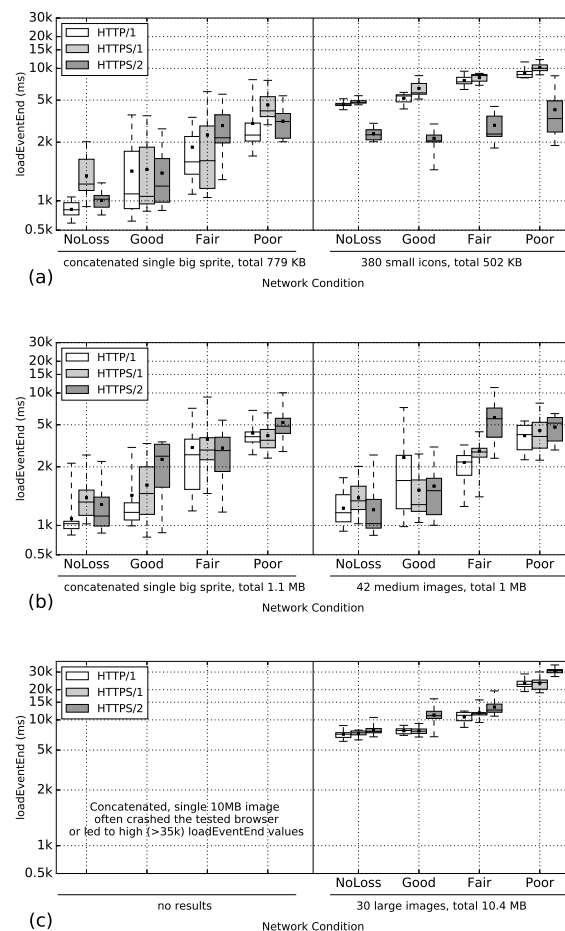 30k
15k
10k
5k
2k
1k
0.5k
loadEventEnd (ms)
HTTP/1
HTTPS/1
HTTPS/2
NoLoss Good Fair Poor NoLoss Good Fair Poor
concatenated single big sprite, total 779 KB 380 small icons, total 502 KB
(a)
Network Condition
30k
15k
10k
5k
2k
1k
0.5k
loadEventEnd (ms)
HTTP/1
HTTPS/1
HTTPS/2
NoLoss Good Fair Poor NoLoss Good Fair Poor
concatenated single big sprite, total 1.1 MB 42 medium images, total 1 MB
(b)
Network Condition
30k
20k
15k
10k
5k
2k
1k
0.5k
loadEventEnd (ms)
HTTP/1
HTTPS/1
HTTPS/2
Concatenated, single 10MB image
often crashed the tested browser
or led to high (>35k) loadEventEnd values
NoLoss Good Fair Poor
no results 30 large images, total 10.4 MB
(c)
Network Condition